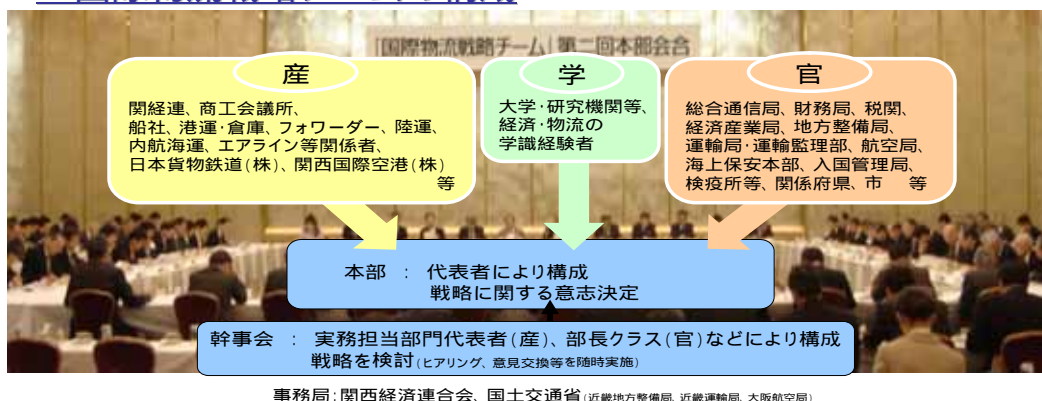 「国際物流戦略チーム」第二回本部会合
産
関経連、商工会議所、
船社、港運・倉庫、フォワーダー、陸運、
内航海運、エアライン等関係者、
日本貨物鉄道(株)、関西国際空港(株)
等
学
大学・研究機関等、
経済・物流の
学識経験者
官
総合通信局、財務局、税関、
経済産業局、地方整備局、
運輸局・運輸監理部、航空局、
海上保安本部、入国管理局、
検疫所等、関係府県、市 等
本部 : 代表者により構成
戦略に関する意志決定
幹事会 : 実務担当部門代表者(産)、部長クラス(官)などにより構成
戦略を検討(ヒアリング、意見交換等を随時実施)
事務局:関西経済連合会、国土交通省(近畿地方整備局、近畿運輸局、大阪航空局)